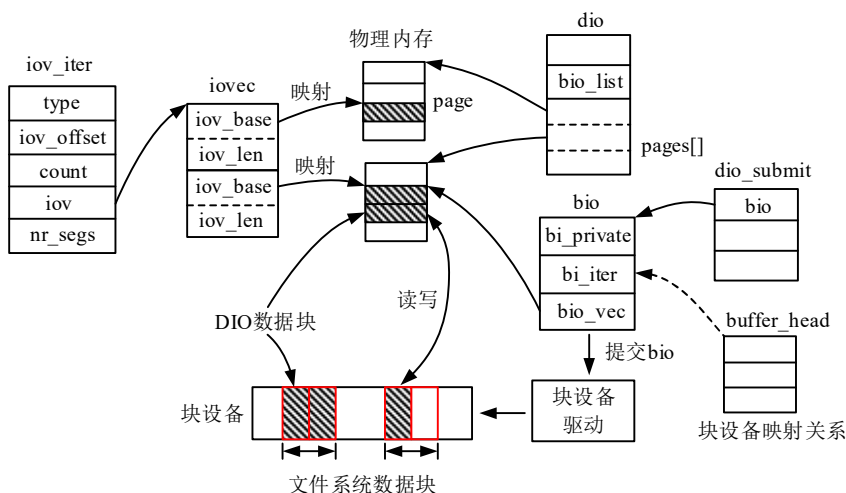 iov_iter
type
iov_offset
count
iov
nr_segs
iovec
iov_base
iov_len
iov_base
iov_len
映射
映射
物理内存
page
dio
bio_list
pages[]
dio_submit
bio
bio
bi_private
bi_iter
bio_vec
buffer_head
块设备映射关系
DIO数据块
读写
提交bio
块设备
驱动
块设备
文件系统数据块